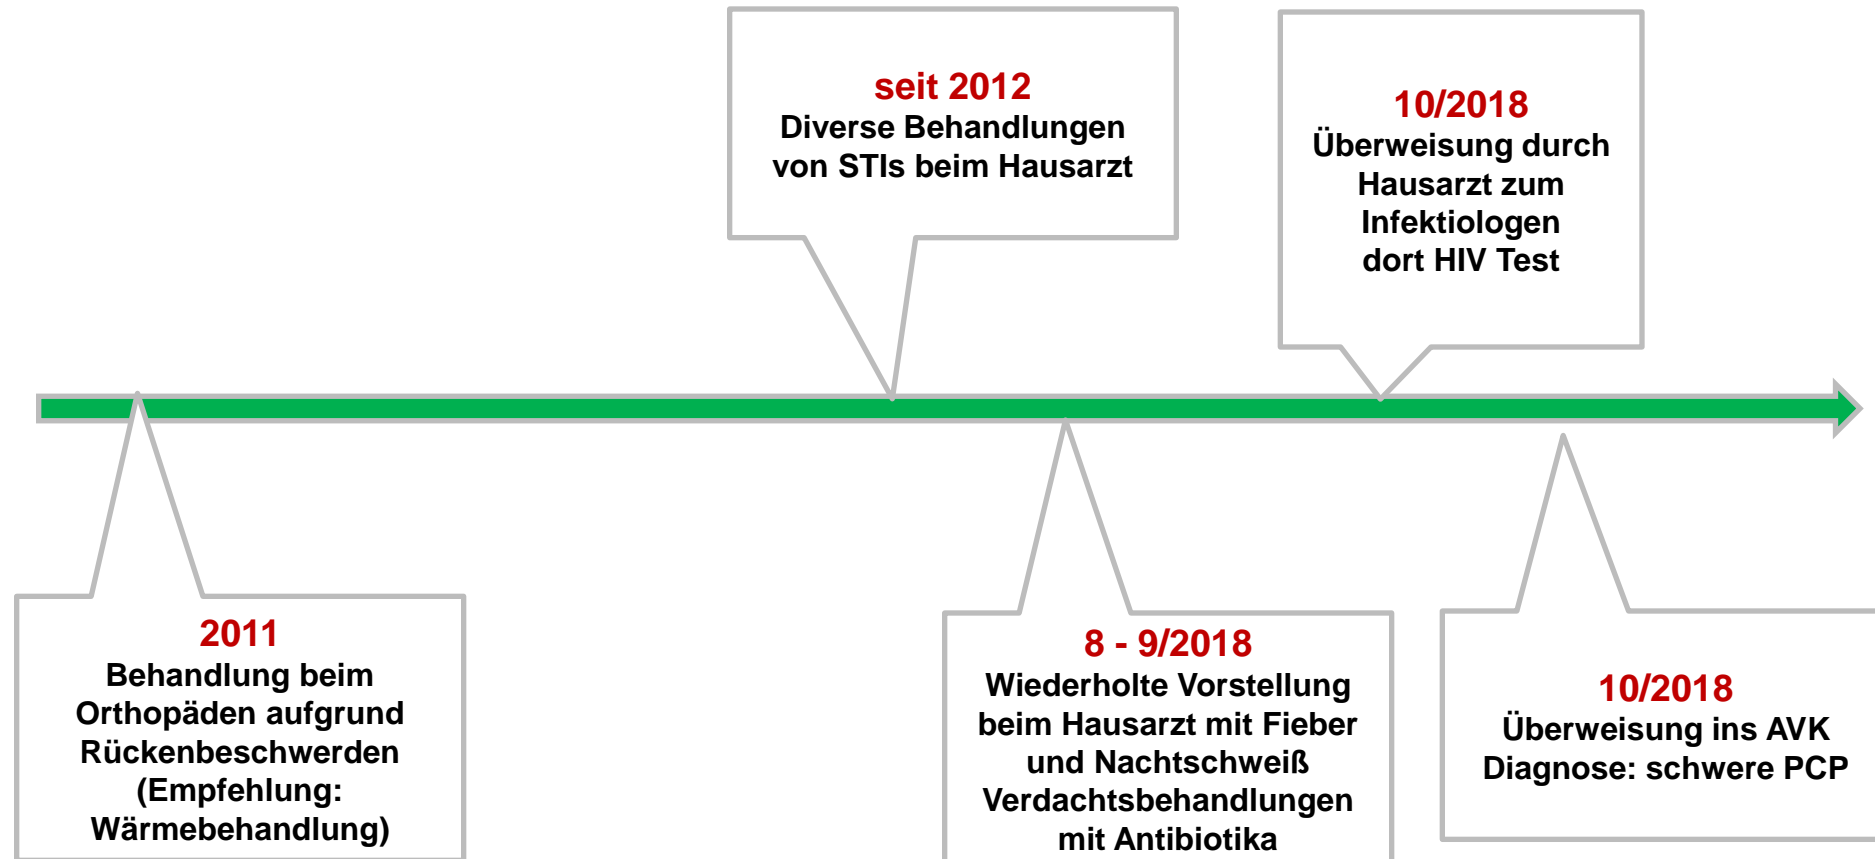 seit 2012
Diverse Behandlungen
von STIs beim Hausarzt
10/2018
Überweisung durch
Hausarzt zum
Infektiologen
dort HIV Test
2011
Behandlung beim
Orthopäden aufgrund
Rückenbeschwerden
(Empfehlung:
Wärmebehandlung)
8 - 9/2018
Wiederholte Vorstellung
beim Hausarzt mit Fieber
und Nachtschweiß
Verdachtsbehandlungen
mit Antibiotika
10/2018
Überweisung ins AVK
Diagnose: schwere PCP